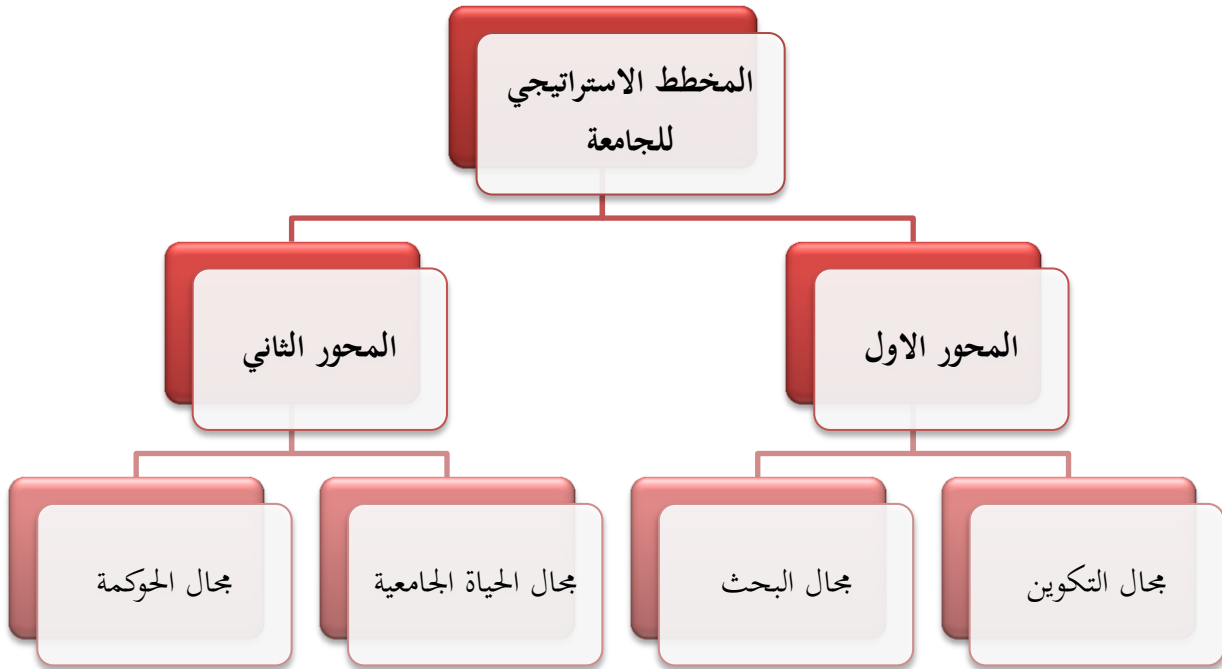 المخطط الاستراتيجي
للجامعة
المحور الاول
المحور الثاني
مجال التكوين
مجال البحث
مجال الحياة الجامعية
مجال الحوكمة